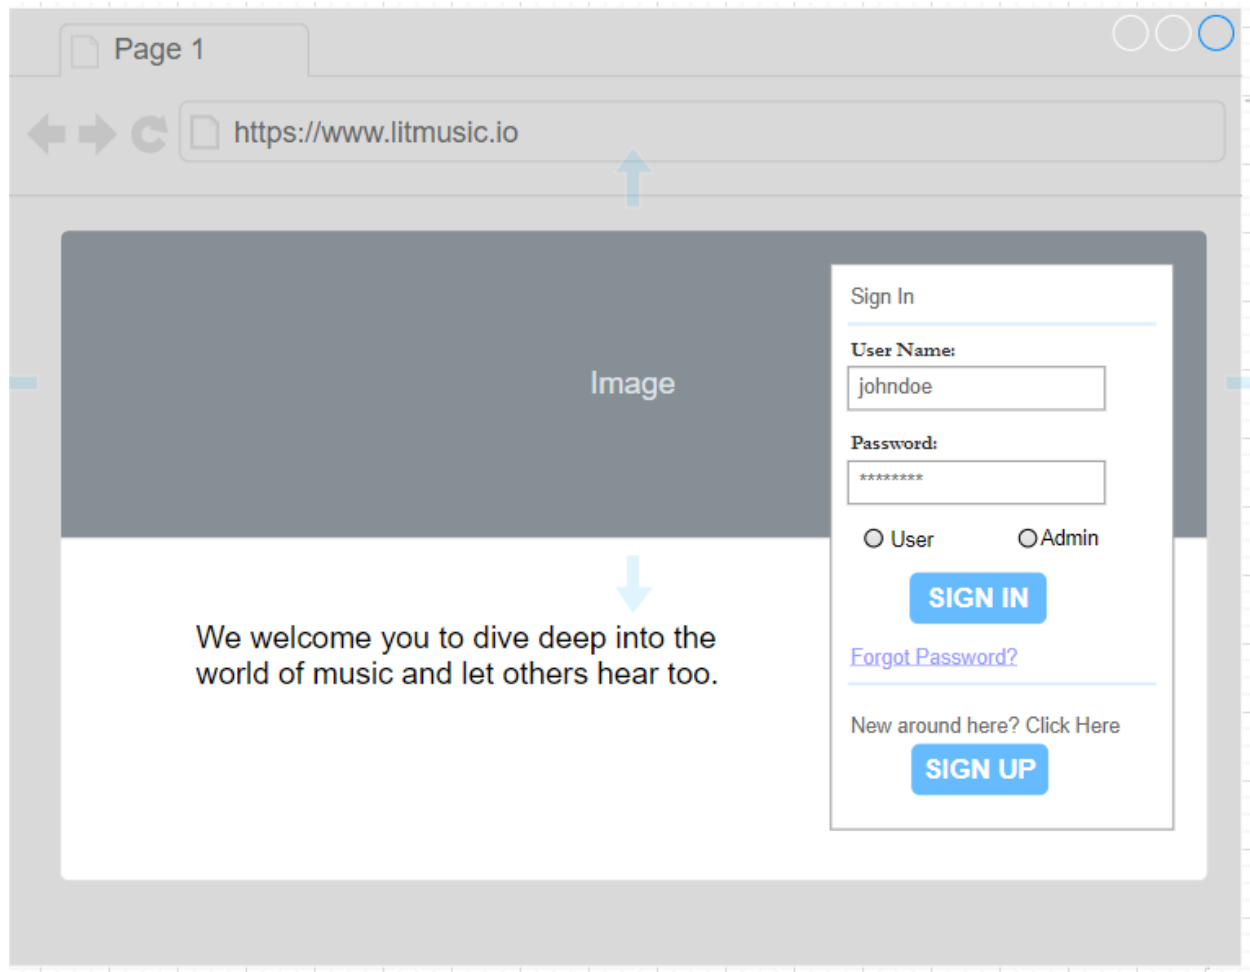 Page 1
https://www.litmusic.io
Image
Sign In
User Name:
johndoe
Password:
********
User
Admin
SIGN IN
Forgot Password?
New around here? Click Here
SIGN UP
We welcome you to dive deep into the
world of music and let others hear too.